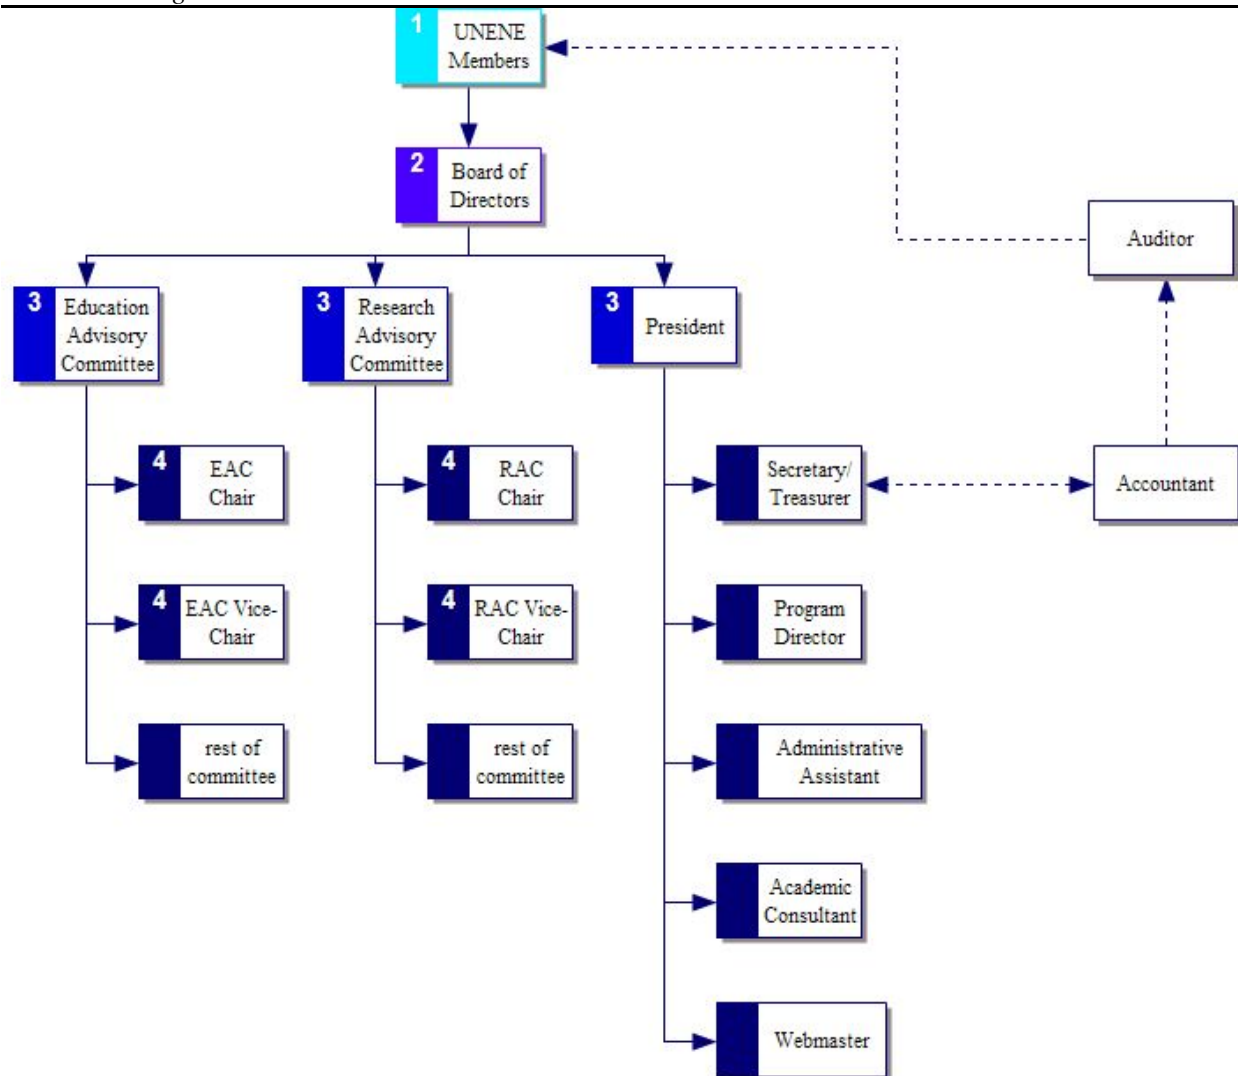 1
UNENE
Members
2
Board of
Directors
Auditor
3
Education
Advisory
Committee
3
Research
Advisory
Committee
3
President
4
EAC
Chair
4
RAC
Chair
Secretary/
Treasurer
Accountant
4
EAC Vice-
Chair
4
RAC Vice-
Chair
Program
Director
rest of
committee
rest of
committee
Administrative
Assistant
Academic
Consultant
Webmaster